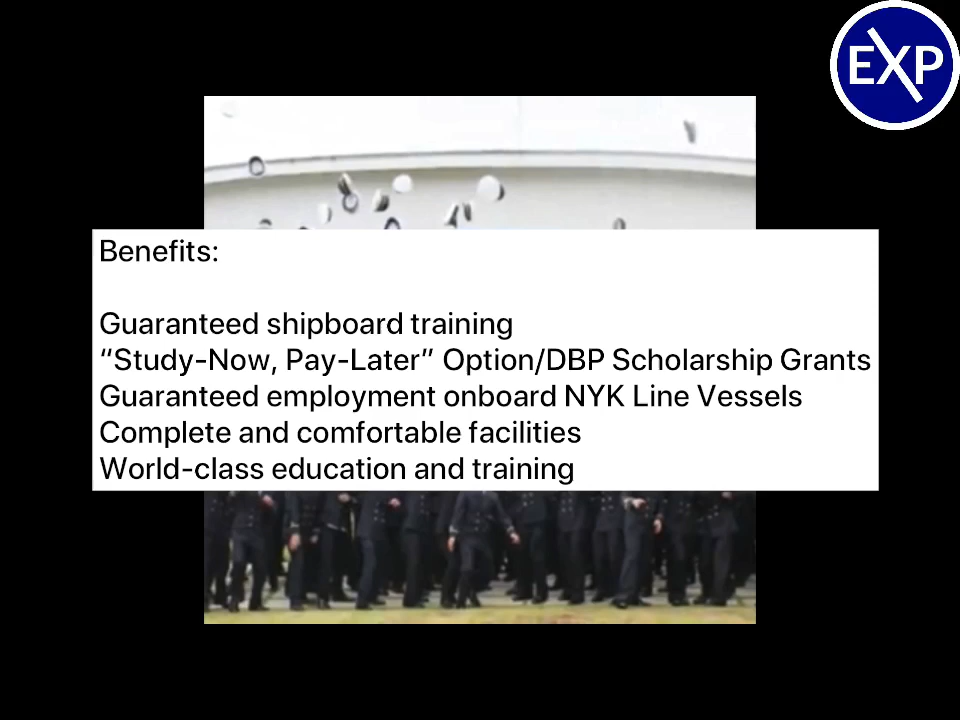 EXP
Benefits:
Guaranteed shipboard training
“Study-Now, Pay-Later” Option/DBP Scholarship Grants
Guaranteed employment onboard NYK Line Vessels
Complete and comfortable facilities
World-class education and training